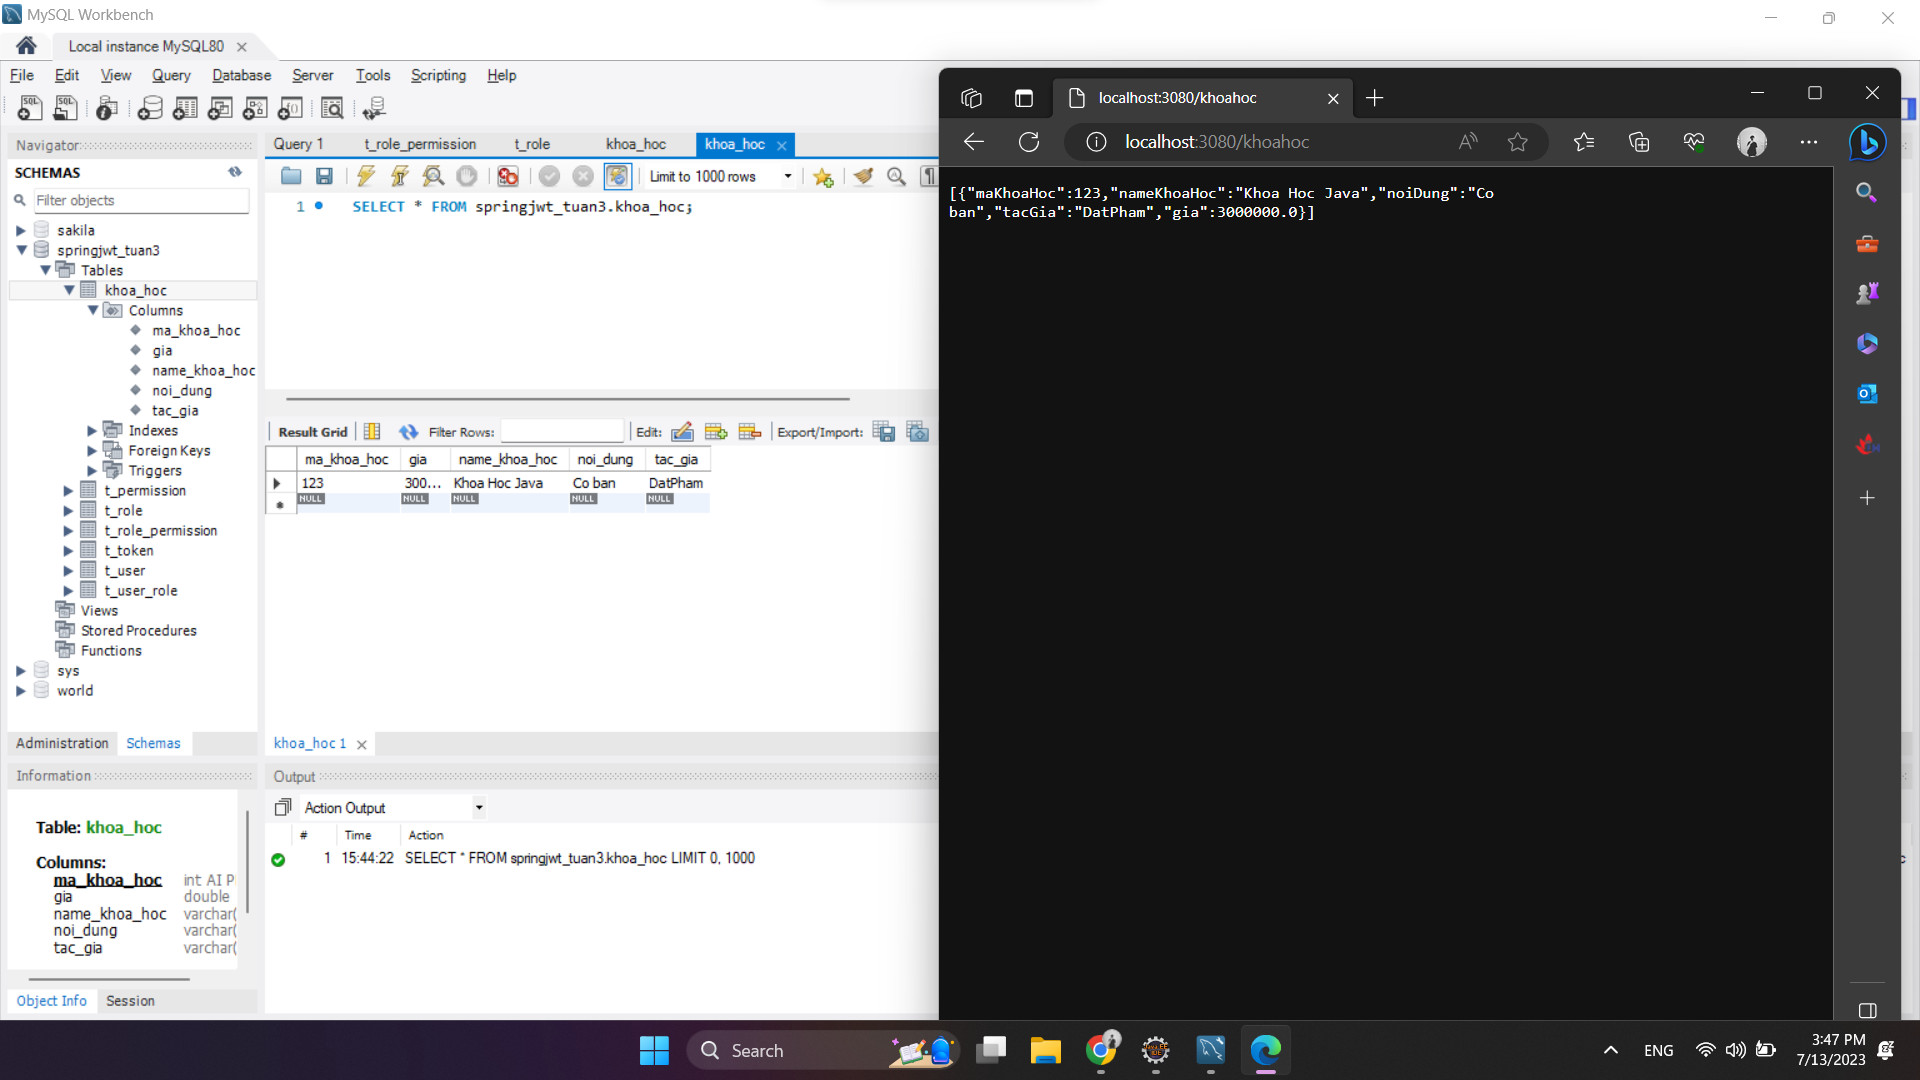 MySQL Workbench
Local instance MySQL80
File Edit View Query Database Server Tools Scripting Help
Navigator
SCHEMAS
Filter objects
sakila
springjwt_tuan3
Tables
khoa_hoc
Columns
ma_khoa_hoc
gia
name_khoa_hoc
noi_dung
tac_gia
Indexes
Foreign Keys
Triggers
t_permission
t_role
t_role_permission
t_token
t_user
t_user_role
Views
Stored Procedures
Functions
sys
world
Administration Schemas
Information
Table: khoa_hoc
Columns:
ma_khoa_hoc int AI P
gia double
name_khoa_hoc varchar(
noi_dung varchar(
tac_gia varchar(
Object Info Session
Query 1 t_role_permission t_role khoa_hoc khoa_hoc
Limit to 1000 rows
1 SELECT * FROM springjwt_tuan3.khoa_hoc;
Result Grid Filter Rows: Edit: Export/Import:
ma_khoa_hoc gia name_khoa_hoc noi_dung tac_gia
123 300... Khoa Hoc Java Co ban DatPham
NULL NULL NULL NULL NULL
khoa_hoc 1
Output
Action Output
# Time Action
1 15:44:22 SELECT * FROM springjwt_tuan3.khoa_hoc LIMIT 0, 1000
localhost:3080/khoahoc
localhost:3080/khoahoc
[{"maKhoaHoc":123,"nameKhoaHoc":"Khoa Hoc Java","noiDung":"Co
ban","tacGia":"DatPham","gia":3000000.0}]
Search
ENG
3:47 PM
7/13/2023